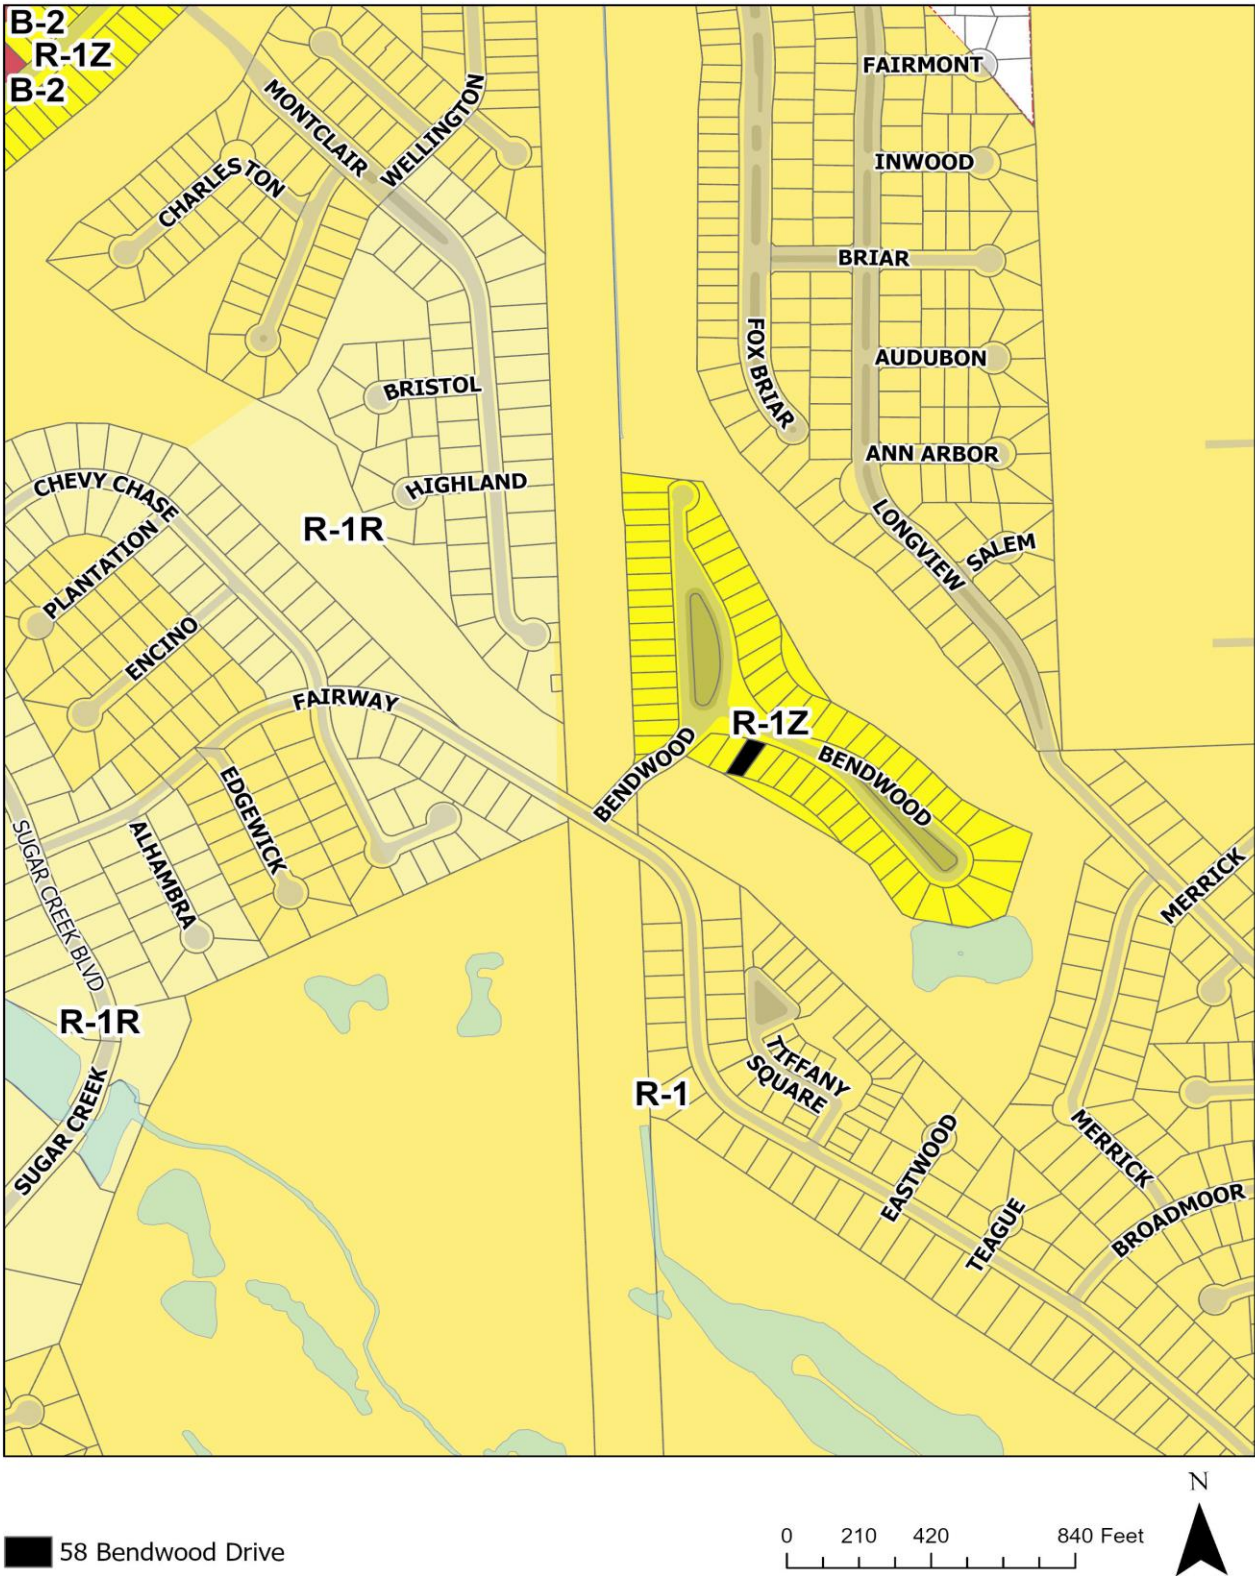 B-2
R-1Z
B-2
FAIRMONT
MONTCLAIR
WELLINGTON
INWOOD
CHARLESTON
BRIAR
FOX BRIAR
AUDUBON
BRISTOL
ANN ARBOR
HIGHLAND
CHEVY CHASE
R-1R
LONGVIEW
SALEM
PLANTATION
ENCINO
FAIRWAY
R-1Z
BENDWOOD
BENDWOOD
EDGEWICK
ALHAMBRA
SUGAR CREEK BLVD
MERRICK
R-1R
TIFFANY
SQUARE
R-1
SUGAR CREEK
EASTWOOD
MERRICK
TEAGUE
BROADMOOR
N
58 Bendwood Drive
0 210 420 840 Feet